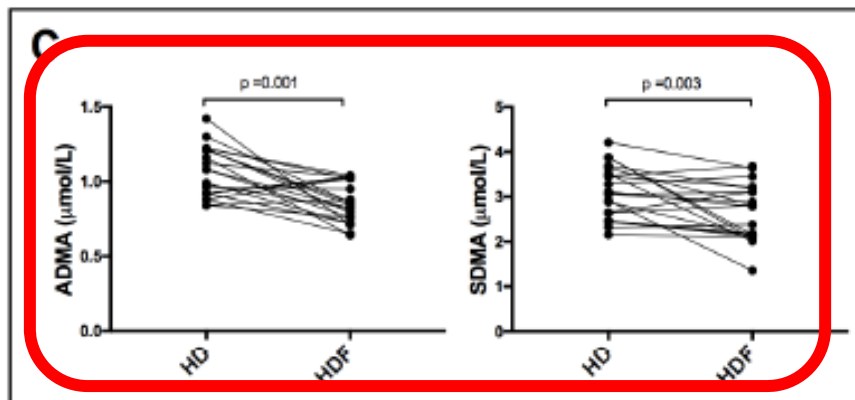 C
p =0.001
p =0.003
ADMA (μmol/L)
1.5
1.0
0.5
0.0
HD
HDF
SDMA (μmol/L)
5
4
3
2
1
0
HD
HDF